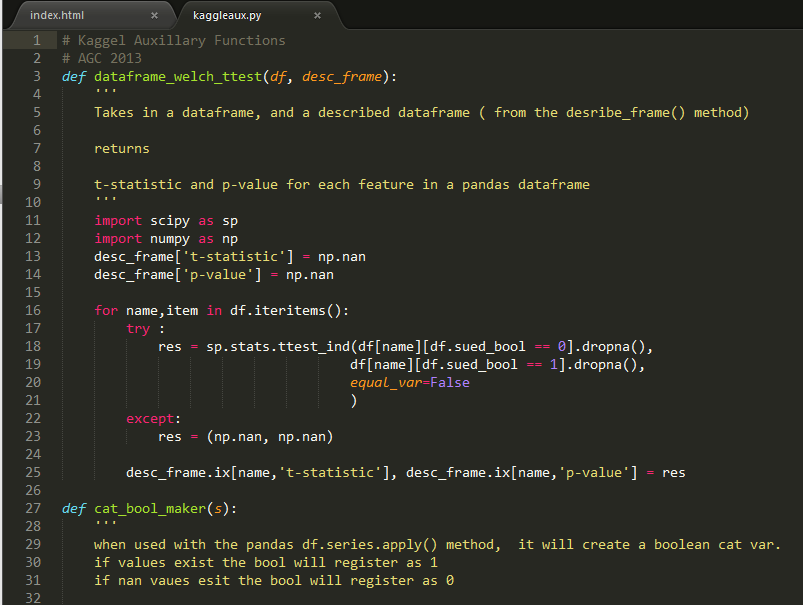 index.html × kaggleaux.py ×
1 # Kaggel Auxillary Functions
2 # AGC 2013
3 def dataframe_welch_ttest(df, desc_frame):
4     '''
5     Takes in a dataframe, and a described dataframe ( from the desribe_frame() method)
6
7     returns
8
9     t-statistic and p-value for each feature in a pandas dataframe
10     '''
11     import scipy as sp
12     import numpy as np
13     desc_frame['t-statistic'] = np.nan
14     desc_frame['p-value'] = np.nan
15
16     for name,item in df.iteritems():
17         try :
18             res = sp.stats.ttest_ind(df[name][df.sued_bool == 0].dropna(),
19                                     df[name][df.sued_bool == 1].dropna(),
20                                     equal_var=False
21                                     )
22         except:
23             res = (np.nan, np.nan)
24
25         desc_frame.ix[name,'t-statistic'], desc_frame.ix[name,'p-value'] = res
26
27 def cat_bool_maker(s):
28     '''
29     when used with the pandas df.series.apply() method,  it will create a boolean cat var.
30     if values exist the bool will register as 1
31     if nan vaues esit the bool will register as 0
32